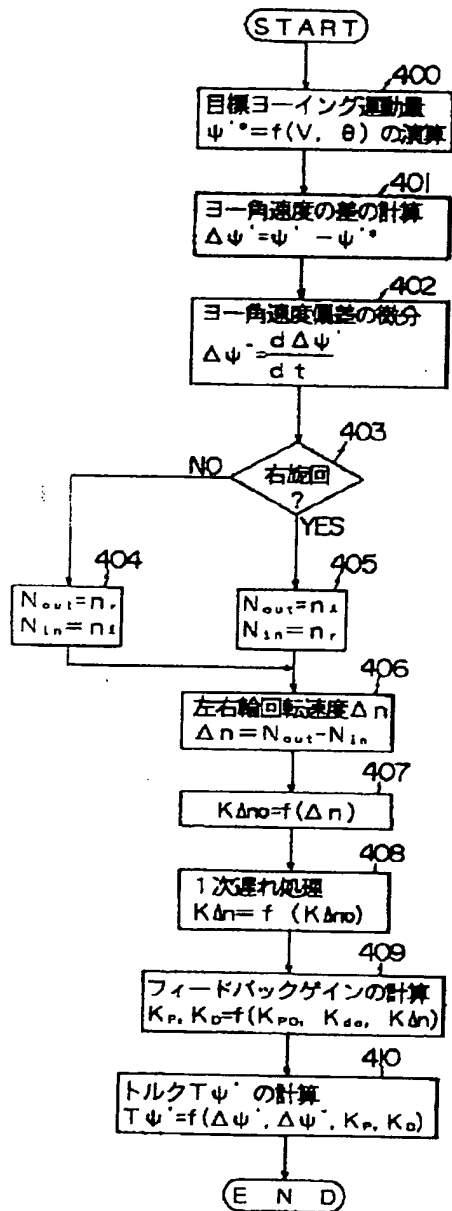 START
400
目標ヨーイング運動量
ψ'*=f(V, θ) の演算
401
ヨー角速度の差の計算
Δψ'=ψ'-ψ'*
402
ヨー角速度偏差の微分
Δψ"=dΔψ'/dt
403
右旋回
?
NO
YES
404
Nout=nr
Nin=nl
405
Nout=nl
Nin=nr
406
左右輪回転速度Δn
Δn=Nout-Nin
407
KΔno=f(Δn)
408
1次遅れ処理
KΔn=f (KΔno)
409
フィードバックゲインの計算
KP, KD=f(KPO, Kdo, KΔn)
410
トルクTψ'の計算
Tψ'=f(Δψ', Δψ', KP, KD)
E N D